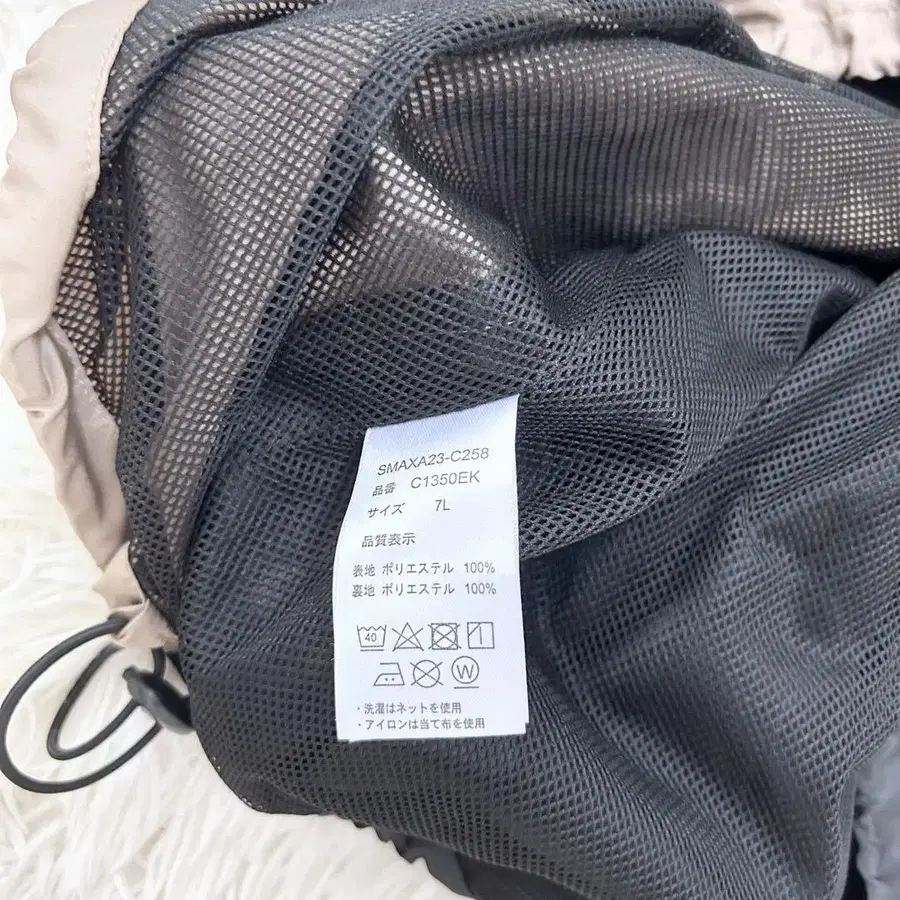 SMAXA23-C258
品番 C1350EK
サイズ 7L
品質表示
表地 ポリエステル 100%
裏地 ポリエステル 100%
40
W
・洗濯はネットを使用
・アイロンは当て布を使用